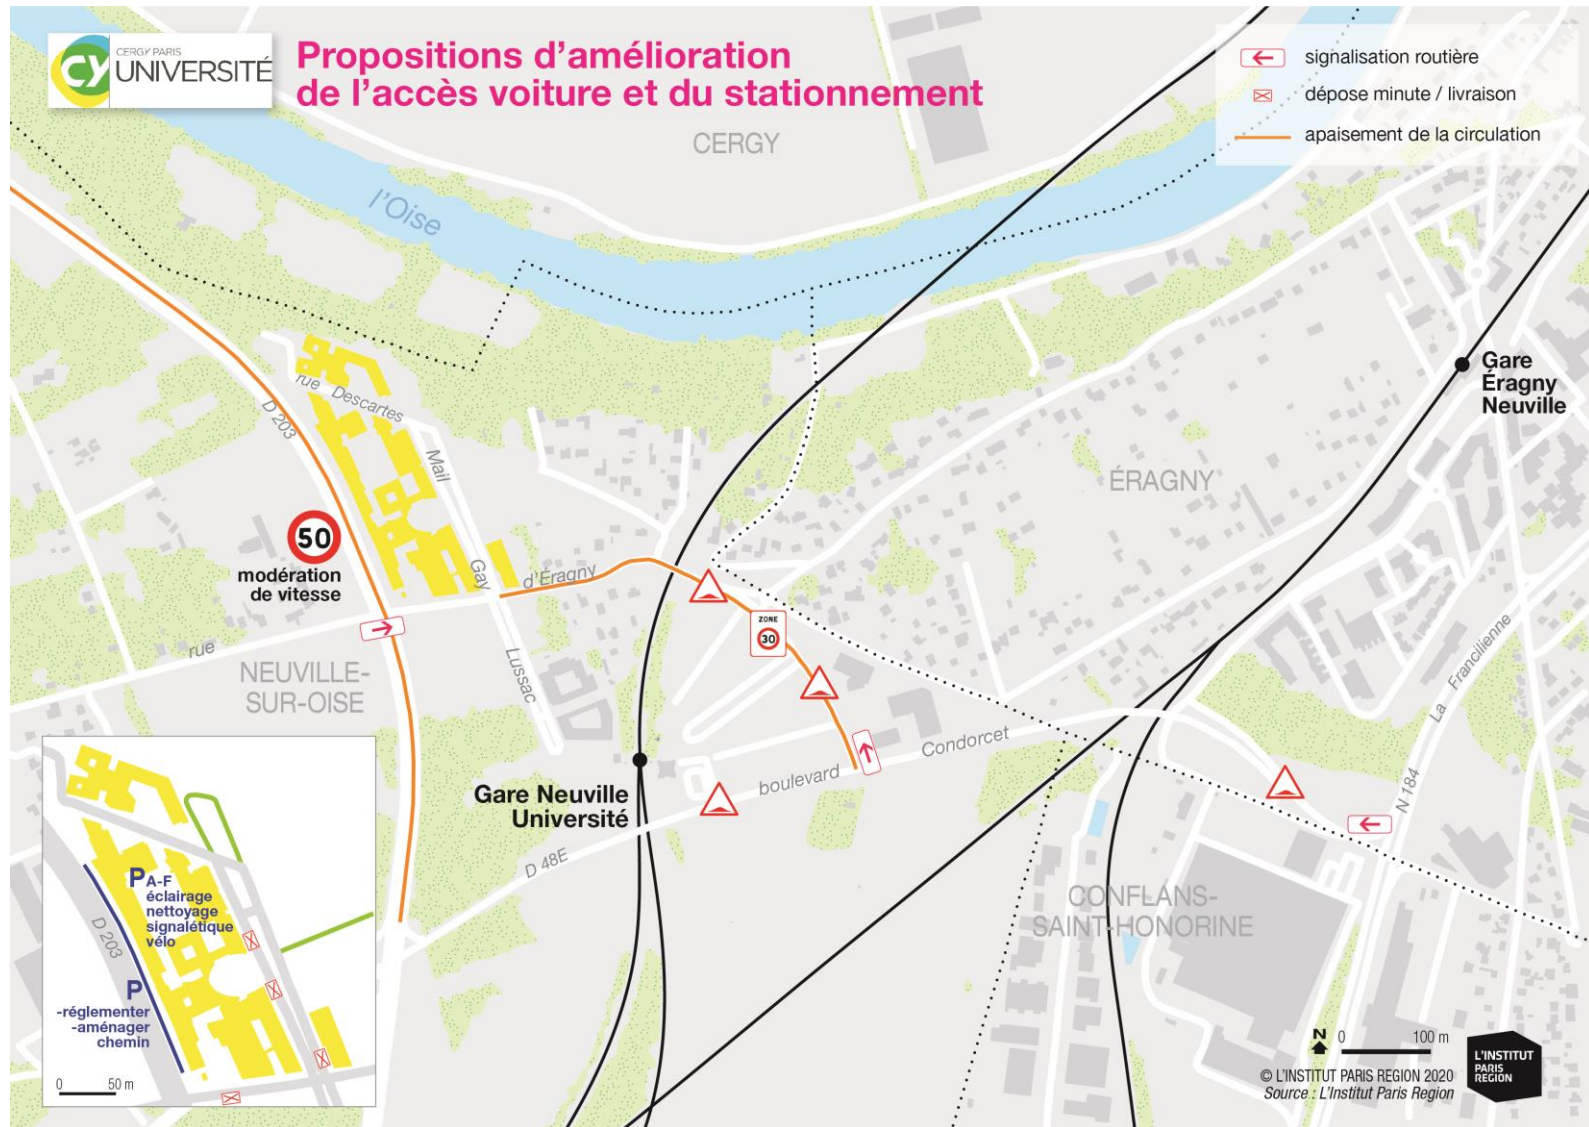 CERGY PARIS
CY UNIVERSITÉ
Propositions d'amélioration
de l'accès voiture et du stationnement
signalisation routière
dépose minute / livraison
apaisement de la circulation
CERGY
l'Oise
Gare
Éragny
Neuville
rue Descartes
D 203
Mail
Gay
Lussac
ÉRAGNY
50
modération
de vitesse
d'Éragny
rue
ZONE
30
NEUVILLE-
SUR-OISE
La Francilienne
N 184
boulevard
Condorcet
Gare Neuville
Université
D 48E
CONFLANS-
SAINT-HONORINE
P A-F
éclairage
nettoyage
signalétique
vélo
D 203
P
-réglementer
-aménager
chemin
0 50 m
N
0 100 m
© L'INSTITUT PARIS REGION 2020
Source : L'Institut Paris Region
L'INSTITUT
PARIS
REGION